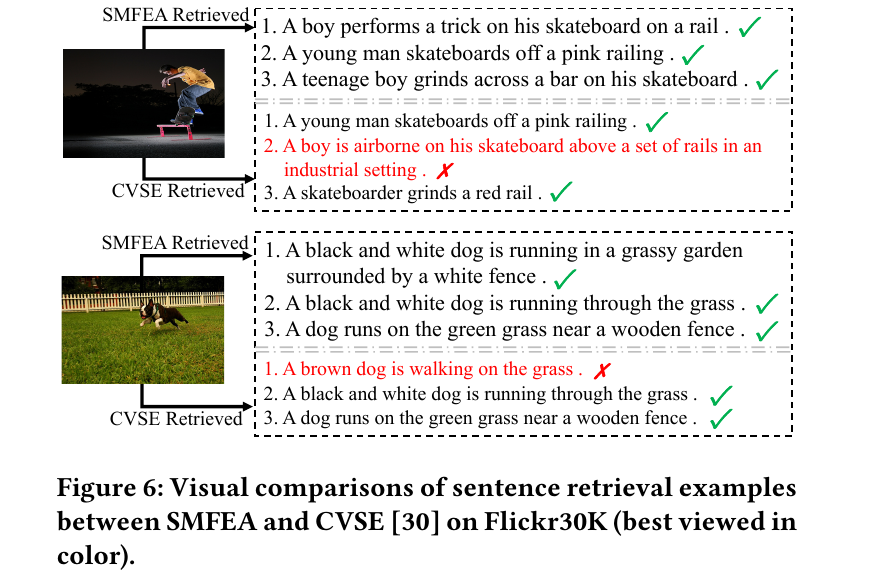 SMFEA Retrieved
1. A boy performs a trick on his skateboard on a rail . ✓
2. A young man skateboards off a pink railing . ✓
3. A teenage boy grinds across a bar on his skateboard . ✓
1. A young man skateboards off a pink railing . ✓
2. A boy is airborne on his skateboard above a set of rails in an
industrial setting . ✗
3. A skateboarder grinds a red rail . ✓
CVSE Retrieved
SMFEA Retrieved
1. A black and white dog is running in a grassy garden
surrounded by a white fence . ✓
2. A black and white dog is running through the grass . ✓
3. A dog runs on the green grass near a wooden fence . ✓
1. A brown dog is walking on the grass . ✗
2. A black and white dog is running through the grass . ✓
3. A dog runs on the green grass near a wooden fence . ✓
CVSE Retrieved
Figure 6: Visual comparisons of sentence retrieval examples
between SMFEA and CVSE [30] on Flickr30K (best viewed in
color).